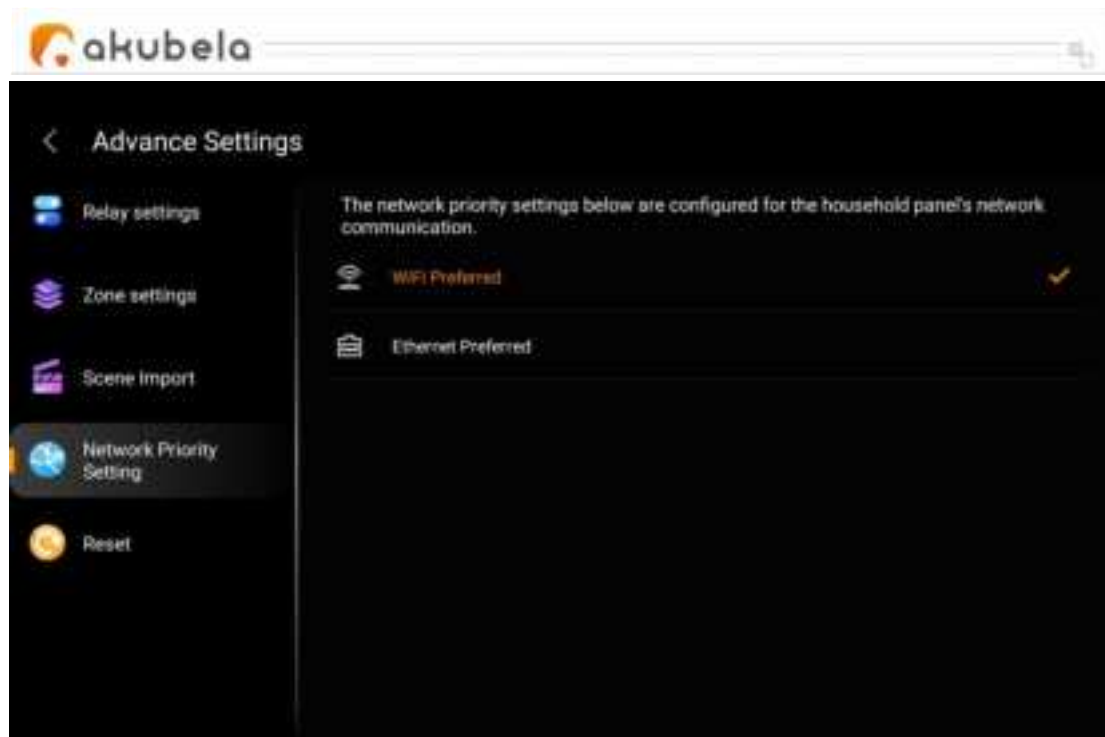 akubela
Advance Settings
Relay settings
Zone settings
Scene Import
Network Priority
Setting
Reset
The network priority settings below are configured for the household panel's network
communication.
WiFi Preferred
Ethernet Preferred